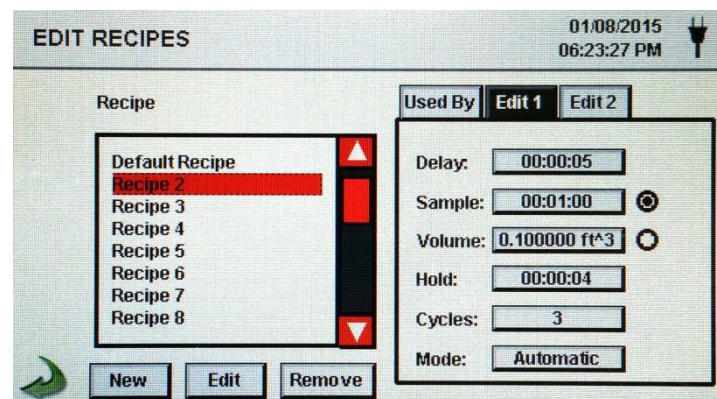 EDIT RECIPES
01/08/2015
06:23:27 PM
Recipe
Default Recipe
Recipe 2
Recipe 3
Recipe 4
Recipe 5
Recipe 6
Recipe 7
Recipe 8
New Edit Remove
Used By Edit 1 Edit 2
Delay: 00:00:05
Sample: 00:01:00
Volume: 0.100000 ft^3
Hold: 00:00:04
Cycles: 3
Mode: Automatic